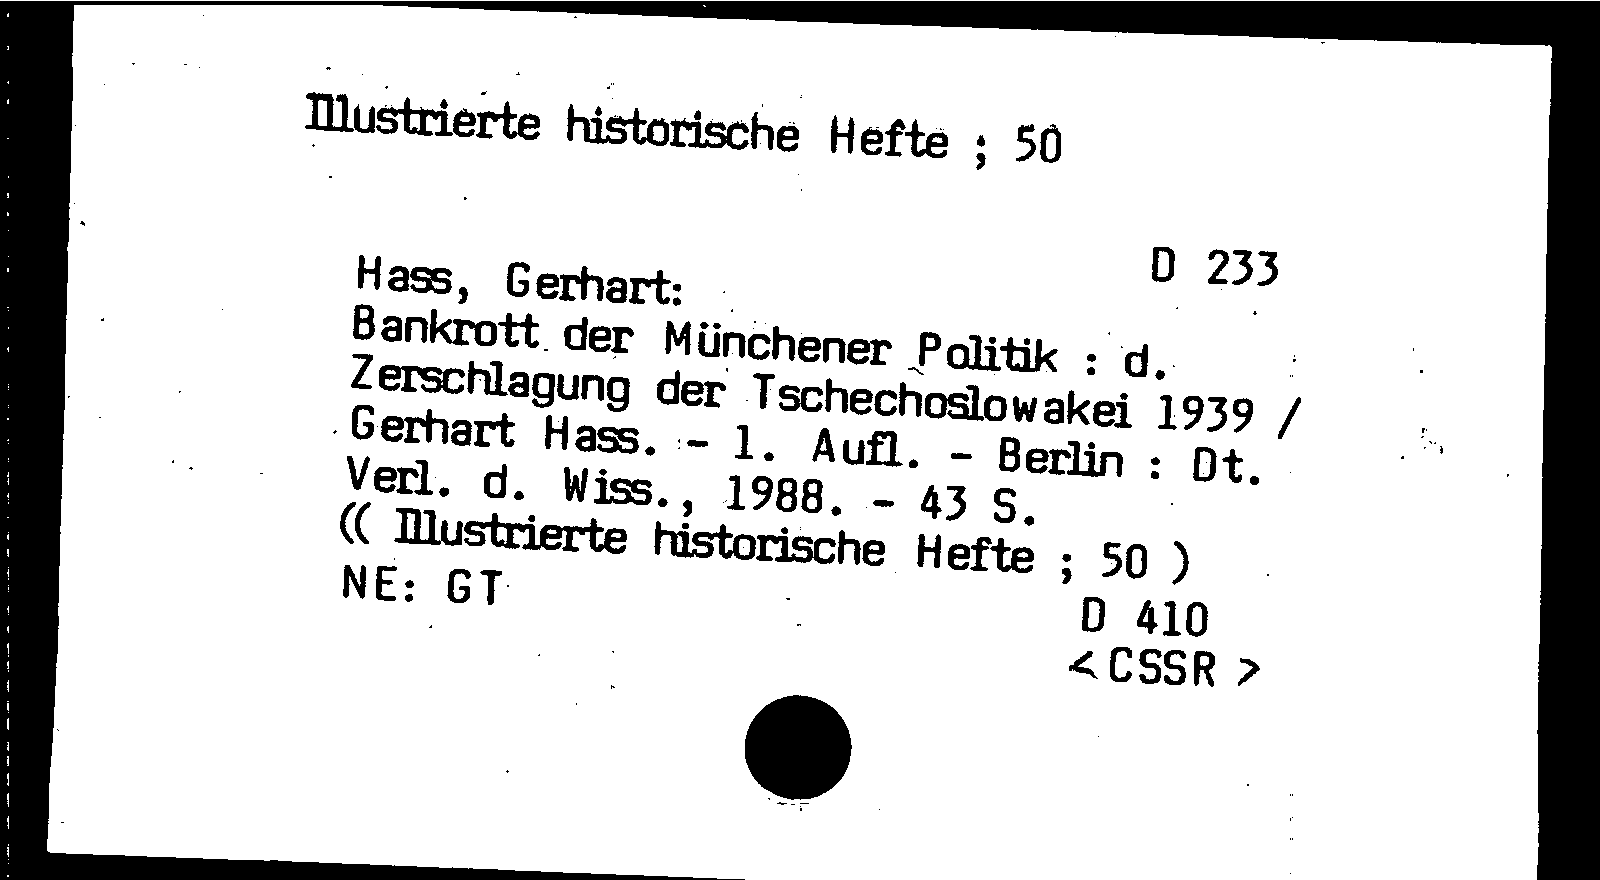 Illustrierte historische Hefte ; 50
D 233
Hass, Gerhart:
Bankrott der Münchener Politik : d.
Zerschlagung der Tschechoslowakei 1939 /
Gerhart Hass. - 1. Aufl. - Berlin : Dt.
Verl. d. Wiss., 1988. - 43 S.
(( Illustrierte historische Hefte ; 50 )
NE: GT
D 410
<CSSR >